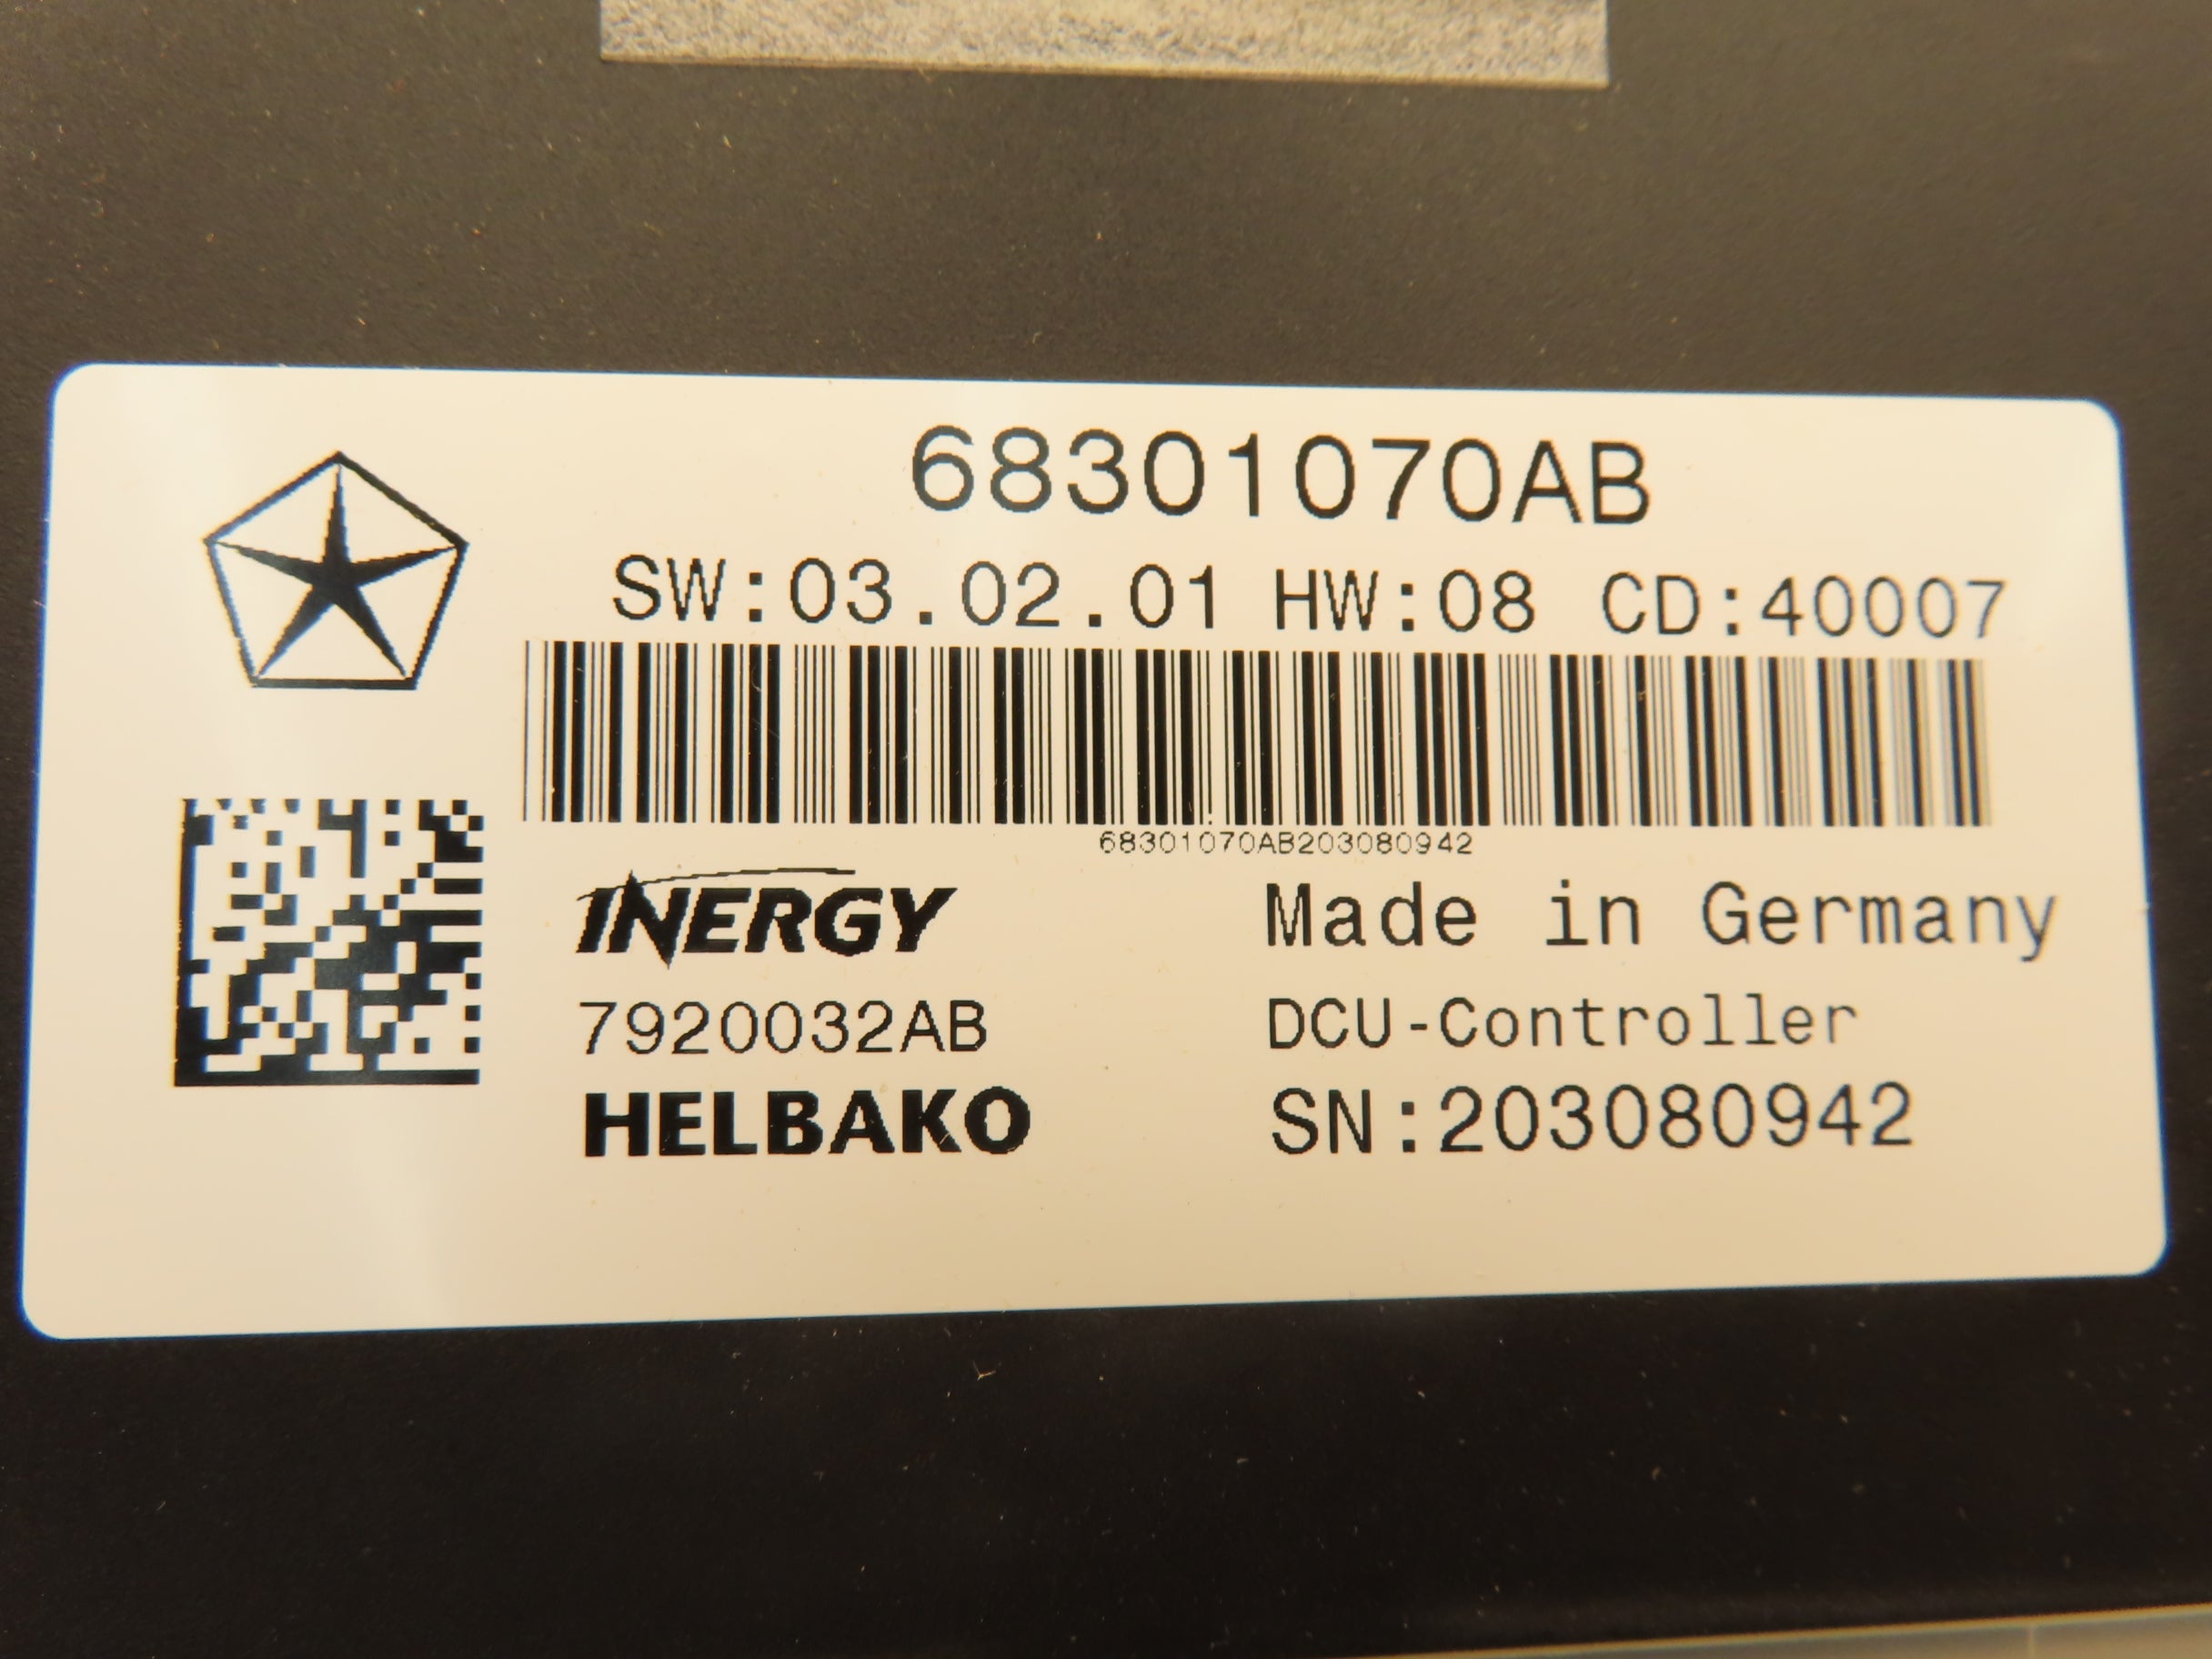 68301070AB
SW:03.02.01 HW:08 CD:40007
68301070AB203080942
INERGY
Made in Germany
7920032AB
DCU-Controller
HELBAKO
SN:203080942